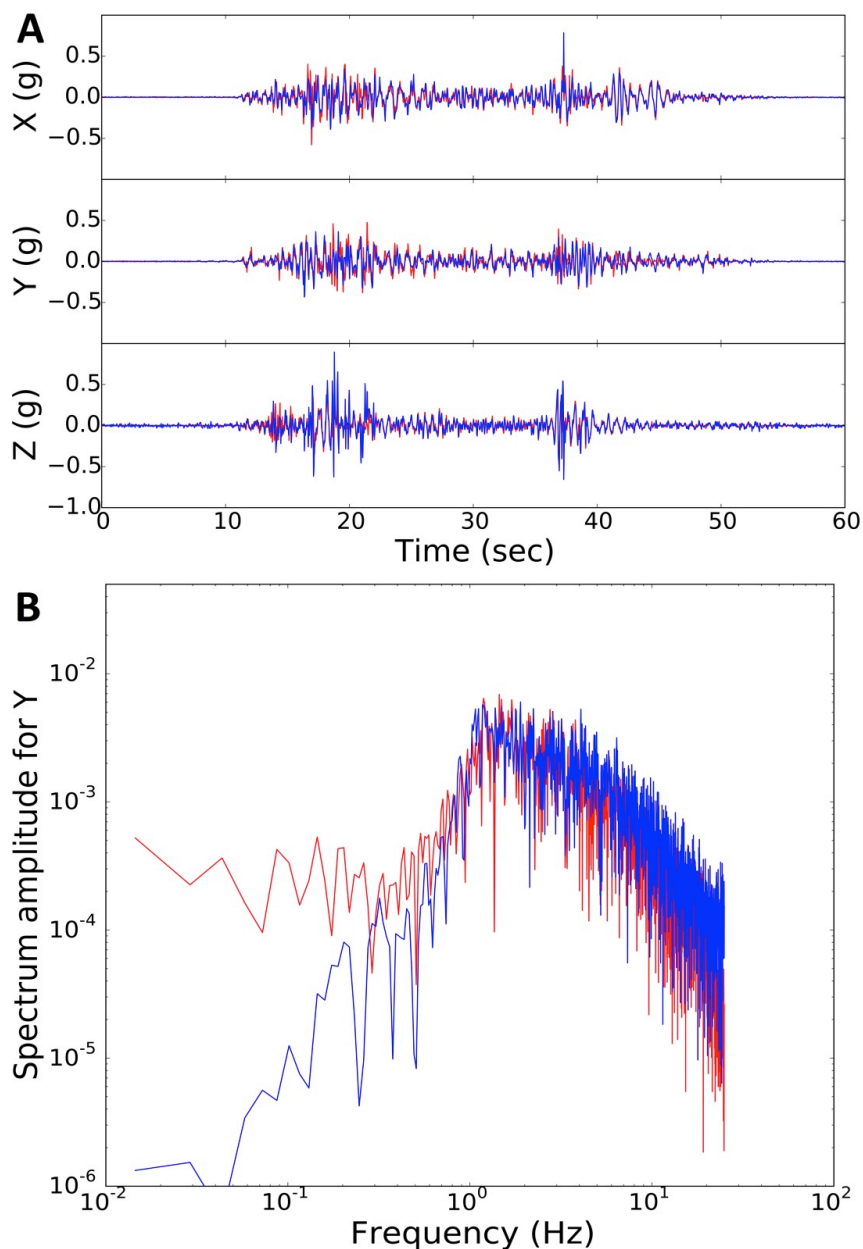 A
X (g)
0.5
0.0
−0.5
Y (g)
0.5
0.0
−0.5
Z (g)
0.5
0.0
−0.5
−1.0
0 10 20 30 40 50 60
Time (sec)
B
Spectrum amplitude for Y
10⁻²
10⁻³
10⁻⁴
10⁻⁵
10⁻⁶
10⁻² 10⁻¹ 10⁰ 10¹ 10²
Frequency (Hz)